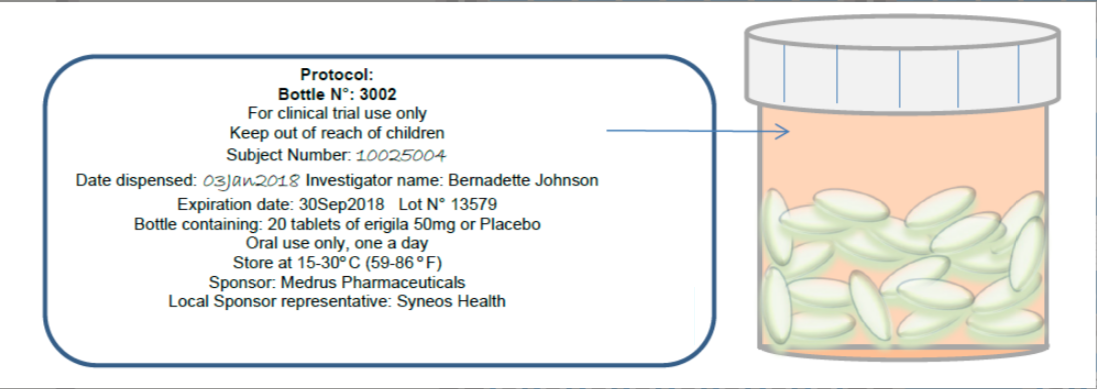 Protocol:
Bottle N°: 3002
For clinical trial use only
Keep out of reach of children
Subject Number: 10025004
Date dispensed: 03Jan2018 Investigator name: Bernadette Johnson
Expiration date: 30Sep2018 Lot N° 13579
Bottle containing: 20 tablets of erigila 50mg or Placebo
Oral use only, one a day
Store at 15-30°C (59-86°F)
Sponsor: Medrus Pharmaceuticals
Local Sponsor representative: Syneos Health